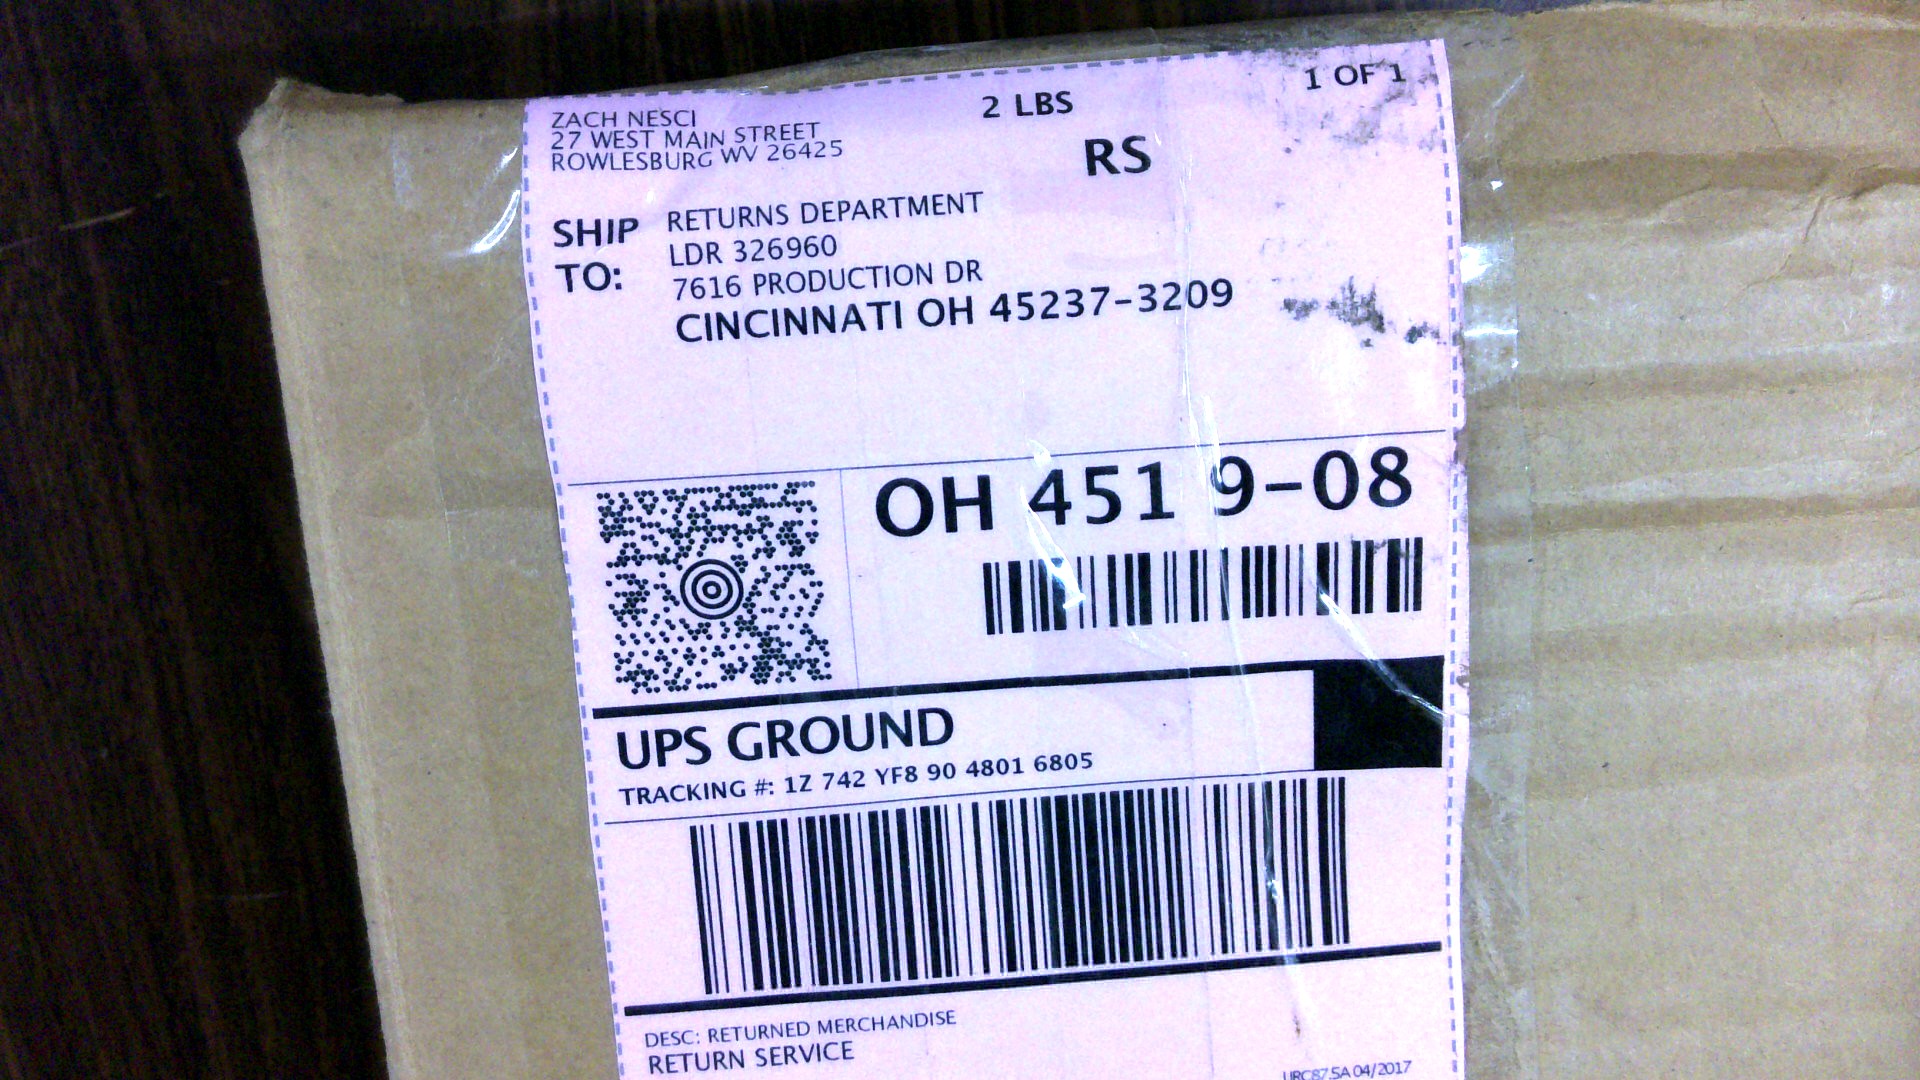 ZACH NESCI
27 WEST MAIN STREET
ROWLESBURG WV 26425
2 LBS
1 OF 1
RS
SHIP TO:
RETURNS DEPARTMENT
LDR 326960
7616 PRODUCTION DR
CINCINNATI OH 45237-3209
OH 451 9-08
UPS GROUND
TRACKING #: 1Z 742 YF8 90 4801 6805
DESC: RETURNED MERCHANDISE
RETURN SERVICE
04/2017